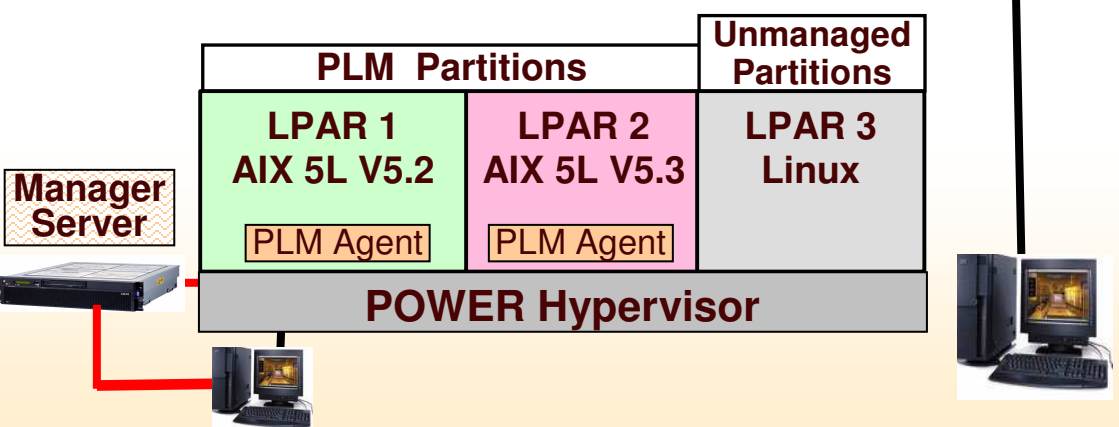 PLM Partitions
Unmanaged
Partitions
LPAR 1
AIX 5L V5.2
PLM Agent
LPAR 2
AIX 5L V5.3
PLM Agent
LPAR 3
Linux
Manager
Server
POWER Hypervisor